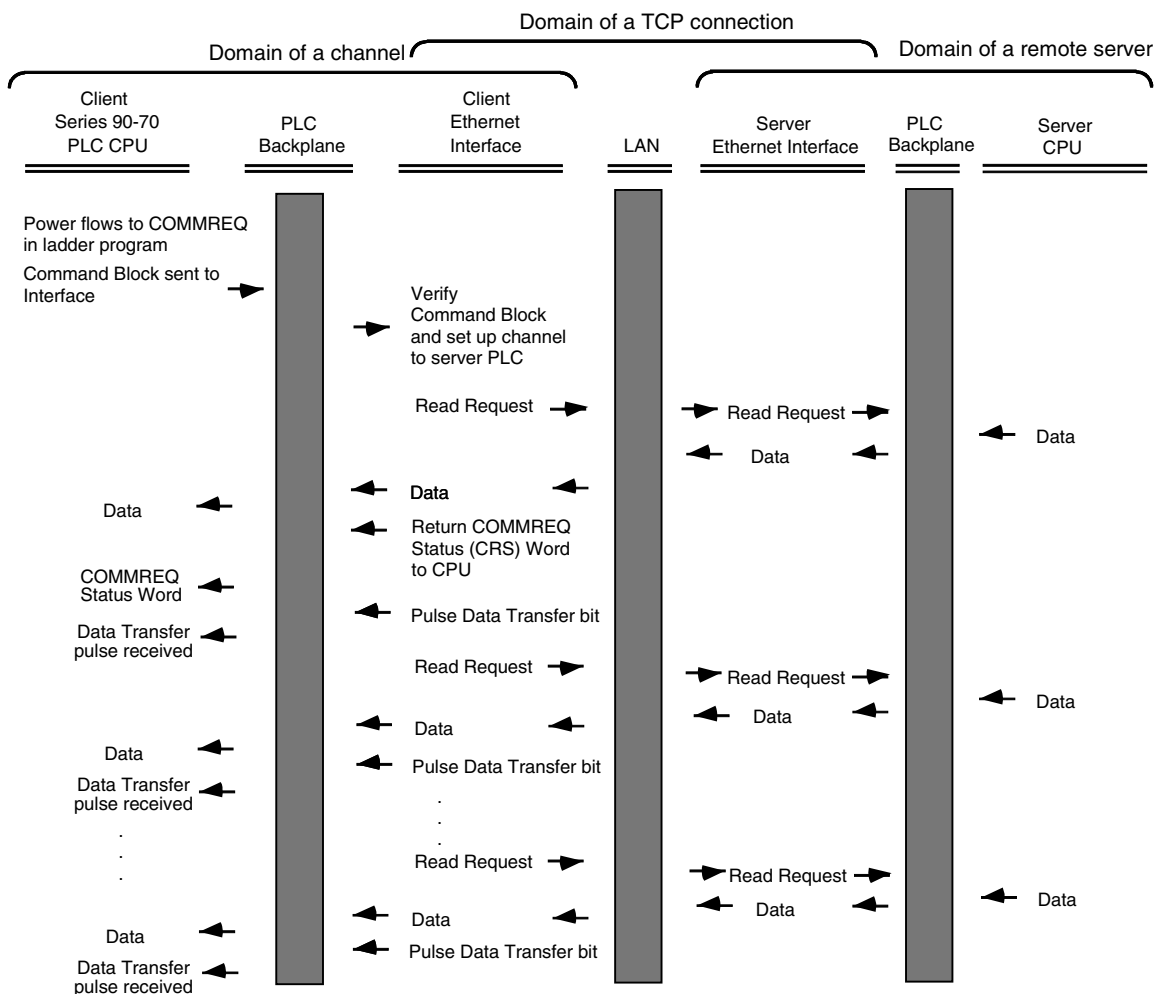 Domain of a TCP connection
Domain of a channel
Domain of a remote server
Client
Series 90-70
PLC CPU
PLC
Backplane
Client
Ethernet
Interface
LAN
Server
Ethernet Interface
PLC
Backplane
Server
CPU
Power flows to COMMREQ
in ladder program
Command Block sent to
Interface
Verify
Command Block
and set up channel
to server PLC
Read Request
Read Request
Data
Data
Data
Data
Return COMMREQ
Status (CRS) Word
to CPU
COMMREQ
Status Word
Pulse Data Transfer bit
Data Transfer
pulse received
Read Request
Read Request
Data
Data
Data
Data
Pulse Data Transfer bit
Data Transfer
pulse received
.
.
.
.
.
.
Read Request
Read Request
Data
Data
Data
Data
Pulse Data Transfer bit
Data Transfer
pulse received